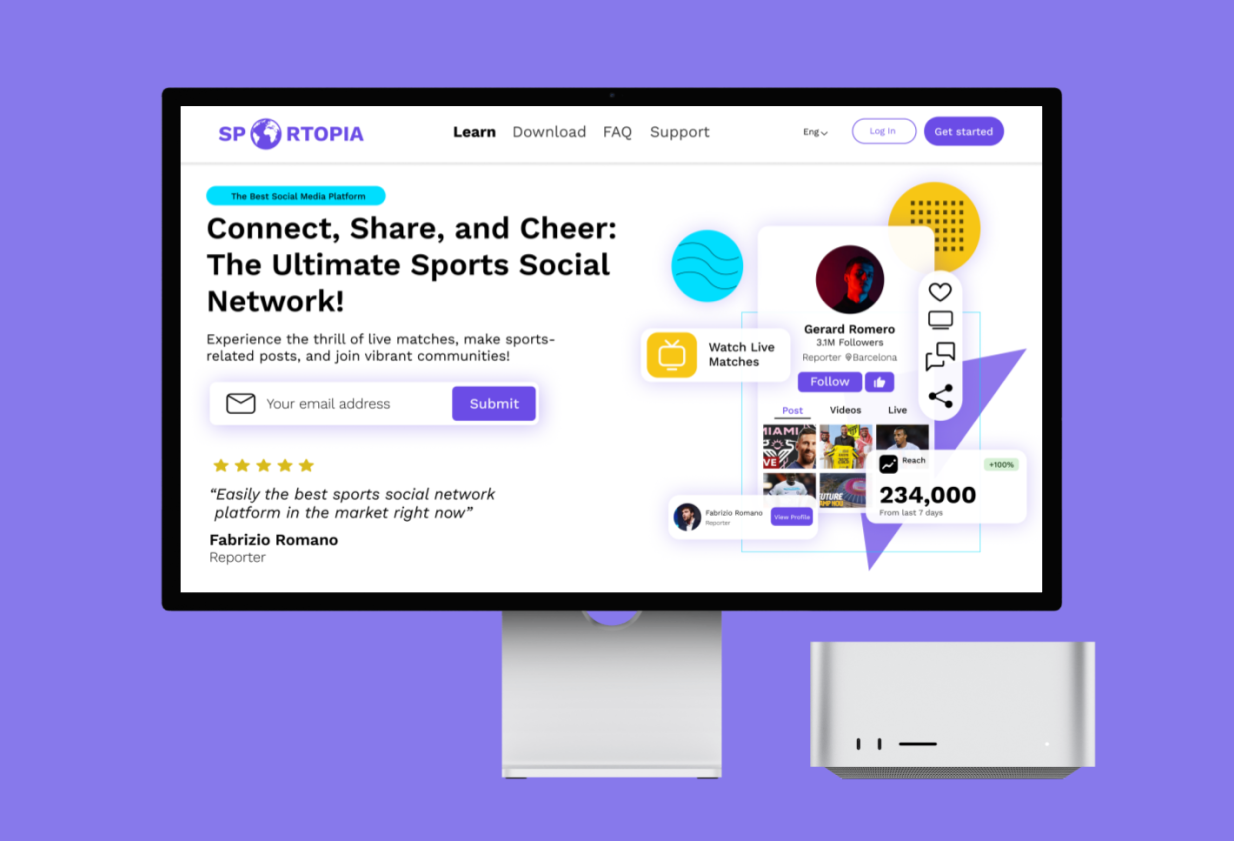 SP RTOPIA
Learn Download FAQ Support
Eng
Log In
Get started
The Best Social Media Platform
Connect, Share, and Cheer:
The Ultimate Sports Social
Network!
Experience the thrill of live matches, make sports-
related posts, and join vibrant communities!
Your email address
Submit
“Easily the best sports social network
platform in the market right now”
Fabrizio Romano
Reporter
Watch Live
Matches
Gerard Romero
3.1M Followers
Reporter Barcelona
Follow
Post Videos Live
MIAMI
VE
FUTURE
Reach
+100%
234,000
From last 7 days
Fabrizio Romano
Reporter
View Profile